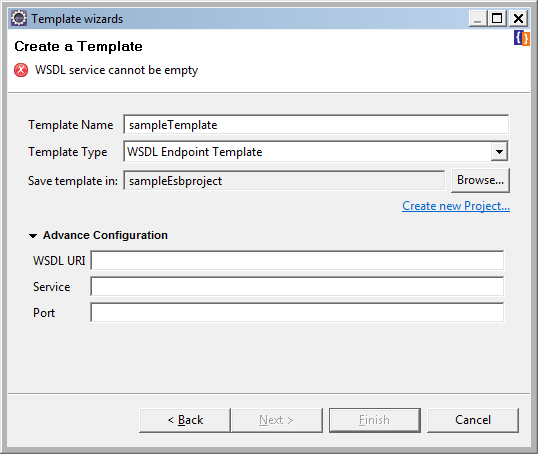 Template wizards
Create a Template
WSDL service cannot be empty
Template Name sampleTemplate
Template Type WSDL Endpoint Template
Save template in: sampleEsbproject Browse...
Create new Project...
Advance Configuration
WSDL URI
Service
Port
< Back Next > Finish Cancel